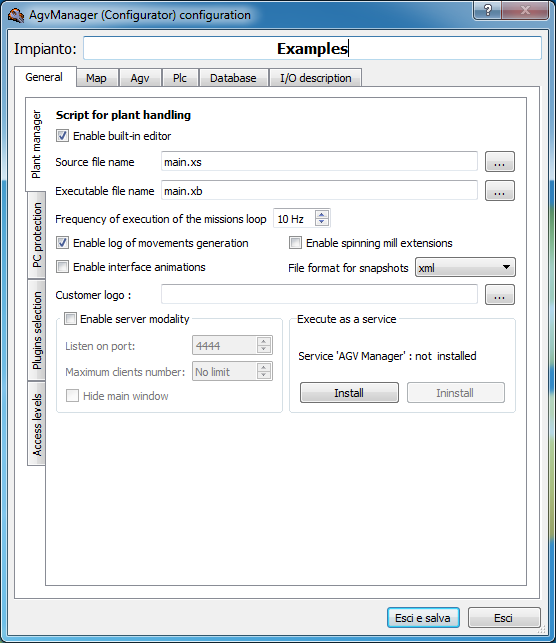 AgvManager (Configurator) configuration
Impianto: Examples
General Map Agv Plc Database I/O description
Plant manager
PC protection
Plugins selection
Access levels
Script for plant handling
Enable built-in editor
Source file name main.xs ...
Executable file name main.xb ...
Frequency of execution of the missions loop 10 Hz
Enable log of movements generation Enable spinning mill extensions
Enable interface animations File format for snapshots xml
Customer logo : ...
Enable server modality
Listen on port: 4444
Maximum clients number: No limit
Hide main window
Execute as a service
Service 'AGV Manager' : not installed
Install Ininstall
Esci e salva Esci